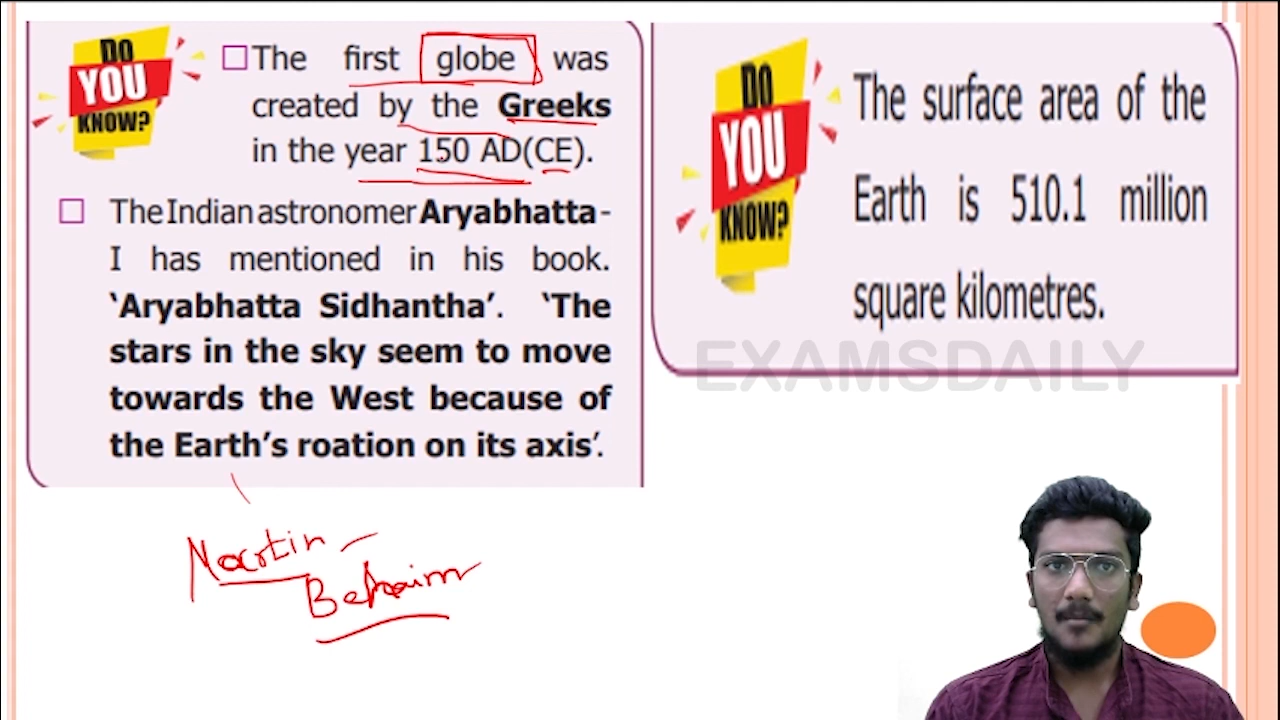 DO
YOU
KNOW?
The first globe was
created by the Greeks
in the year 150 AD(CE).
The Indian astronomer Aryabhatta-
I has mentioned in his book.
‘Aryabhatta Sidhantha’. ‘The
stars in the sky seem to move
towards the West because of
the Earth’s roation on its axis’.
Martin
Behaim
DO
YOU
KNOW?
The surface area of the
Earth is 510.1 million
square kilometres.
EXAMSDAILY